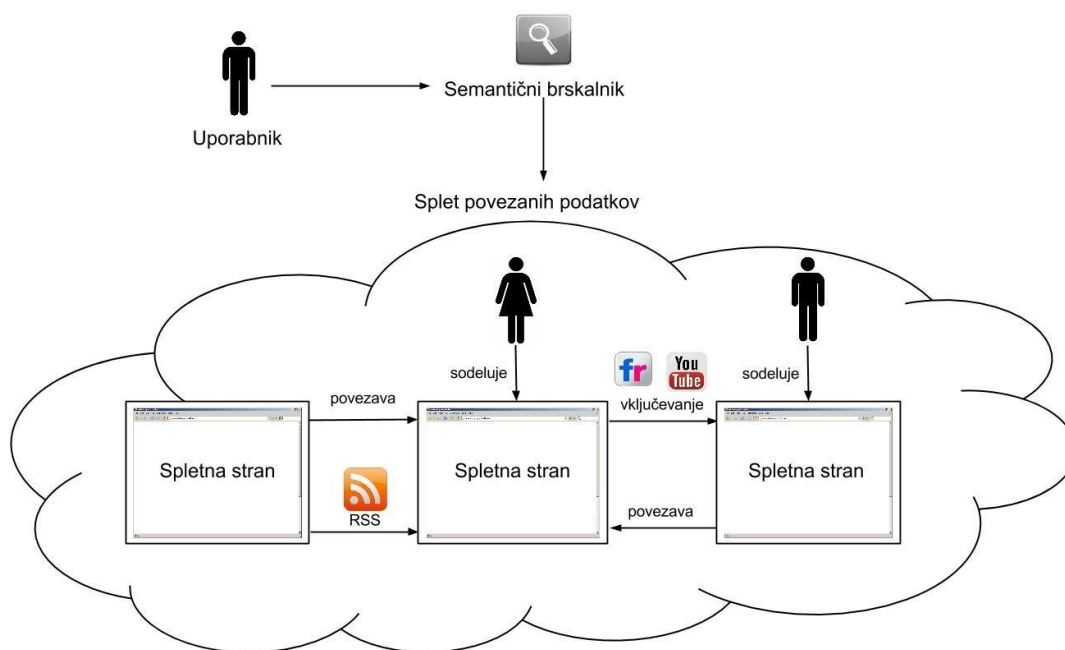 Semantični brskalnik
Uporabnik
Splet povezanih podatkov
sodeluje
fr
You
Tube
sodeluje
povezava
vključevanje
Spletna stran
Spletna stran
Spletna stran
RSS
povezava